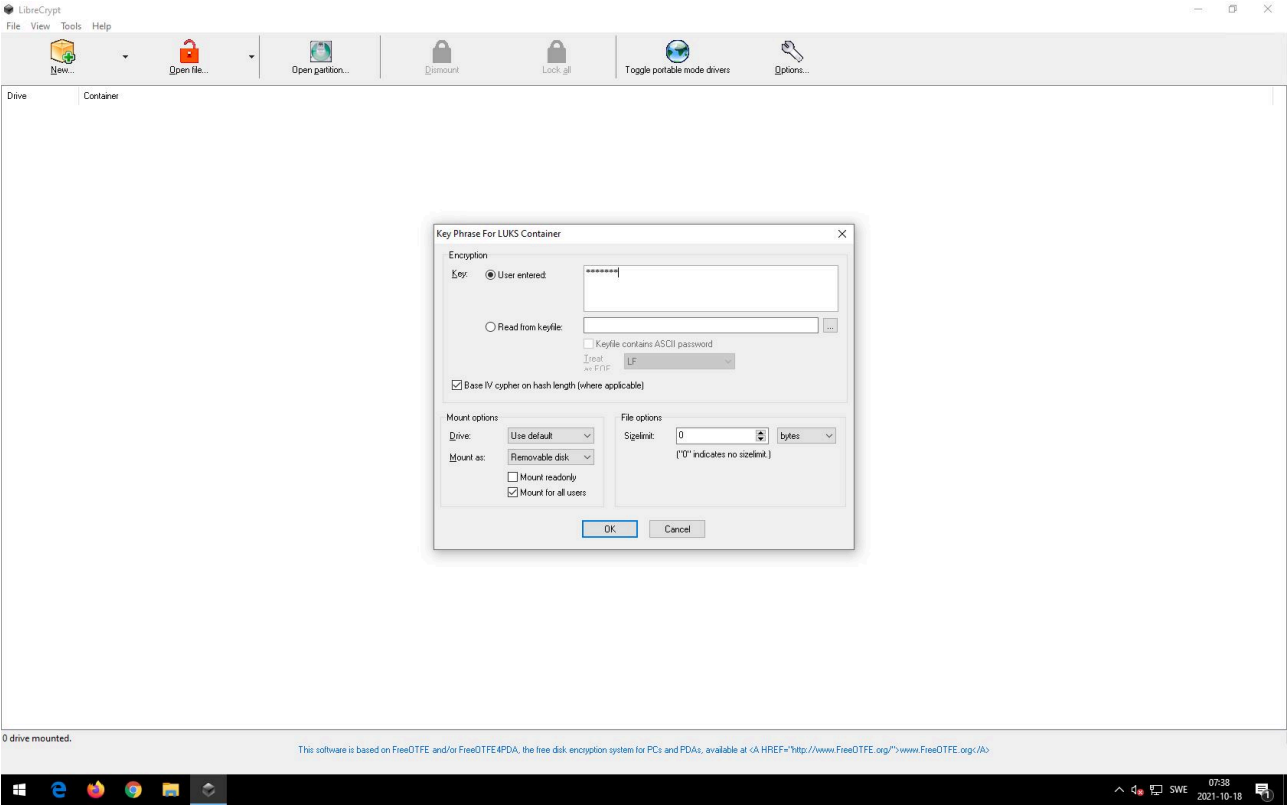 LibreCrypt
File View Tools Help
New... Open file... Open partition... Dismount Lock all Toggle portable mode drivers Options...
Drive Container
Key Phrase For LUKS Container
Encryption
Key: User entered: *******
Read from keyfile: ...
Keyfile contains ASCII password
Treat LF
as EOF
Base IV cypher on hash length (where applicable)
Mount options File options
Drive: Use default Sizelimit: 0 bytes
Mount as: Removable disk ("0" indicates no sizelimit.)
Mount readonly
Mount for all users
OK Cancel
0 drive mounted.
This software is based on FreeOTFE and/or FreeOTFE4PDA, the free disk encryption system for PCs and PDAs, available at <A HREF="http://www.FreeOTFE.org/">www.FreeOTFE.org</A>
SWE 07:38
2021-10-18
1